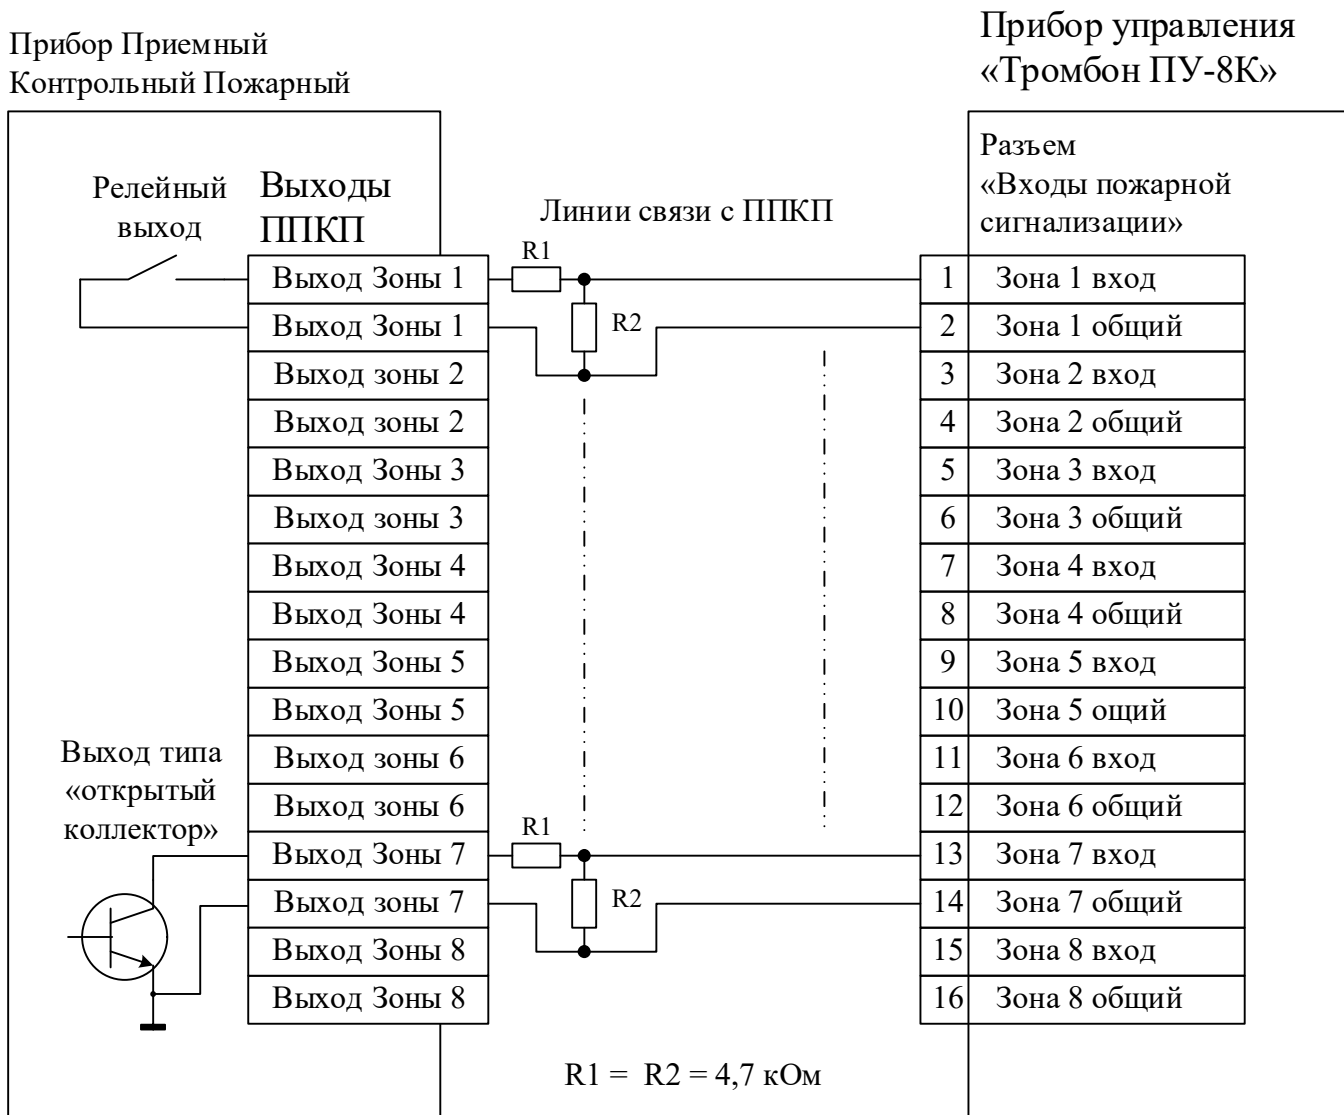 Прибор Приемный
Контрольный Пожарный
Прибор управления
«Тромбон ПУ-8К»
Релейный
выход
Выходы
ППКП
Линии связи с ППКП
Разъем
«Входы пожарной
сигнализации»
R1
R2
Выход Зоны 1
Выход Зоны 1
Выход зоны 2
Выход зоны 2
Выход Зоны 3
Выход зоны 3
Выход Зоны 4
Выход Зоны 4
Выход Зоны 5
Выход Зоны 5
Выход зоны 6
Выход зоны 6
Выход Зоны 7
Выход зоны 7
Выход Зоны 8
Выход Зоны 8
1 Зона 1 вход
2 Зона 1 общий
3 Зона 2 вход
4 Зона 2 общий
5 Зона 3 вход
6 Зона 3 общий
7 Зона 4 вход
8 Зона 4 общий
9 Зона 5 вход
10 Зона 5 ощий
11 Зона 6 вход
12 Зона 6 общий
13 Зона 7 вход
14 Зона 7 общий
15 Зона 8 вход
16 Зона 8 общий
Выход типа
«открытый
коллектор»
R1
R2
R1 = R2 = 4,7 кОм